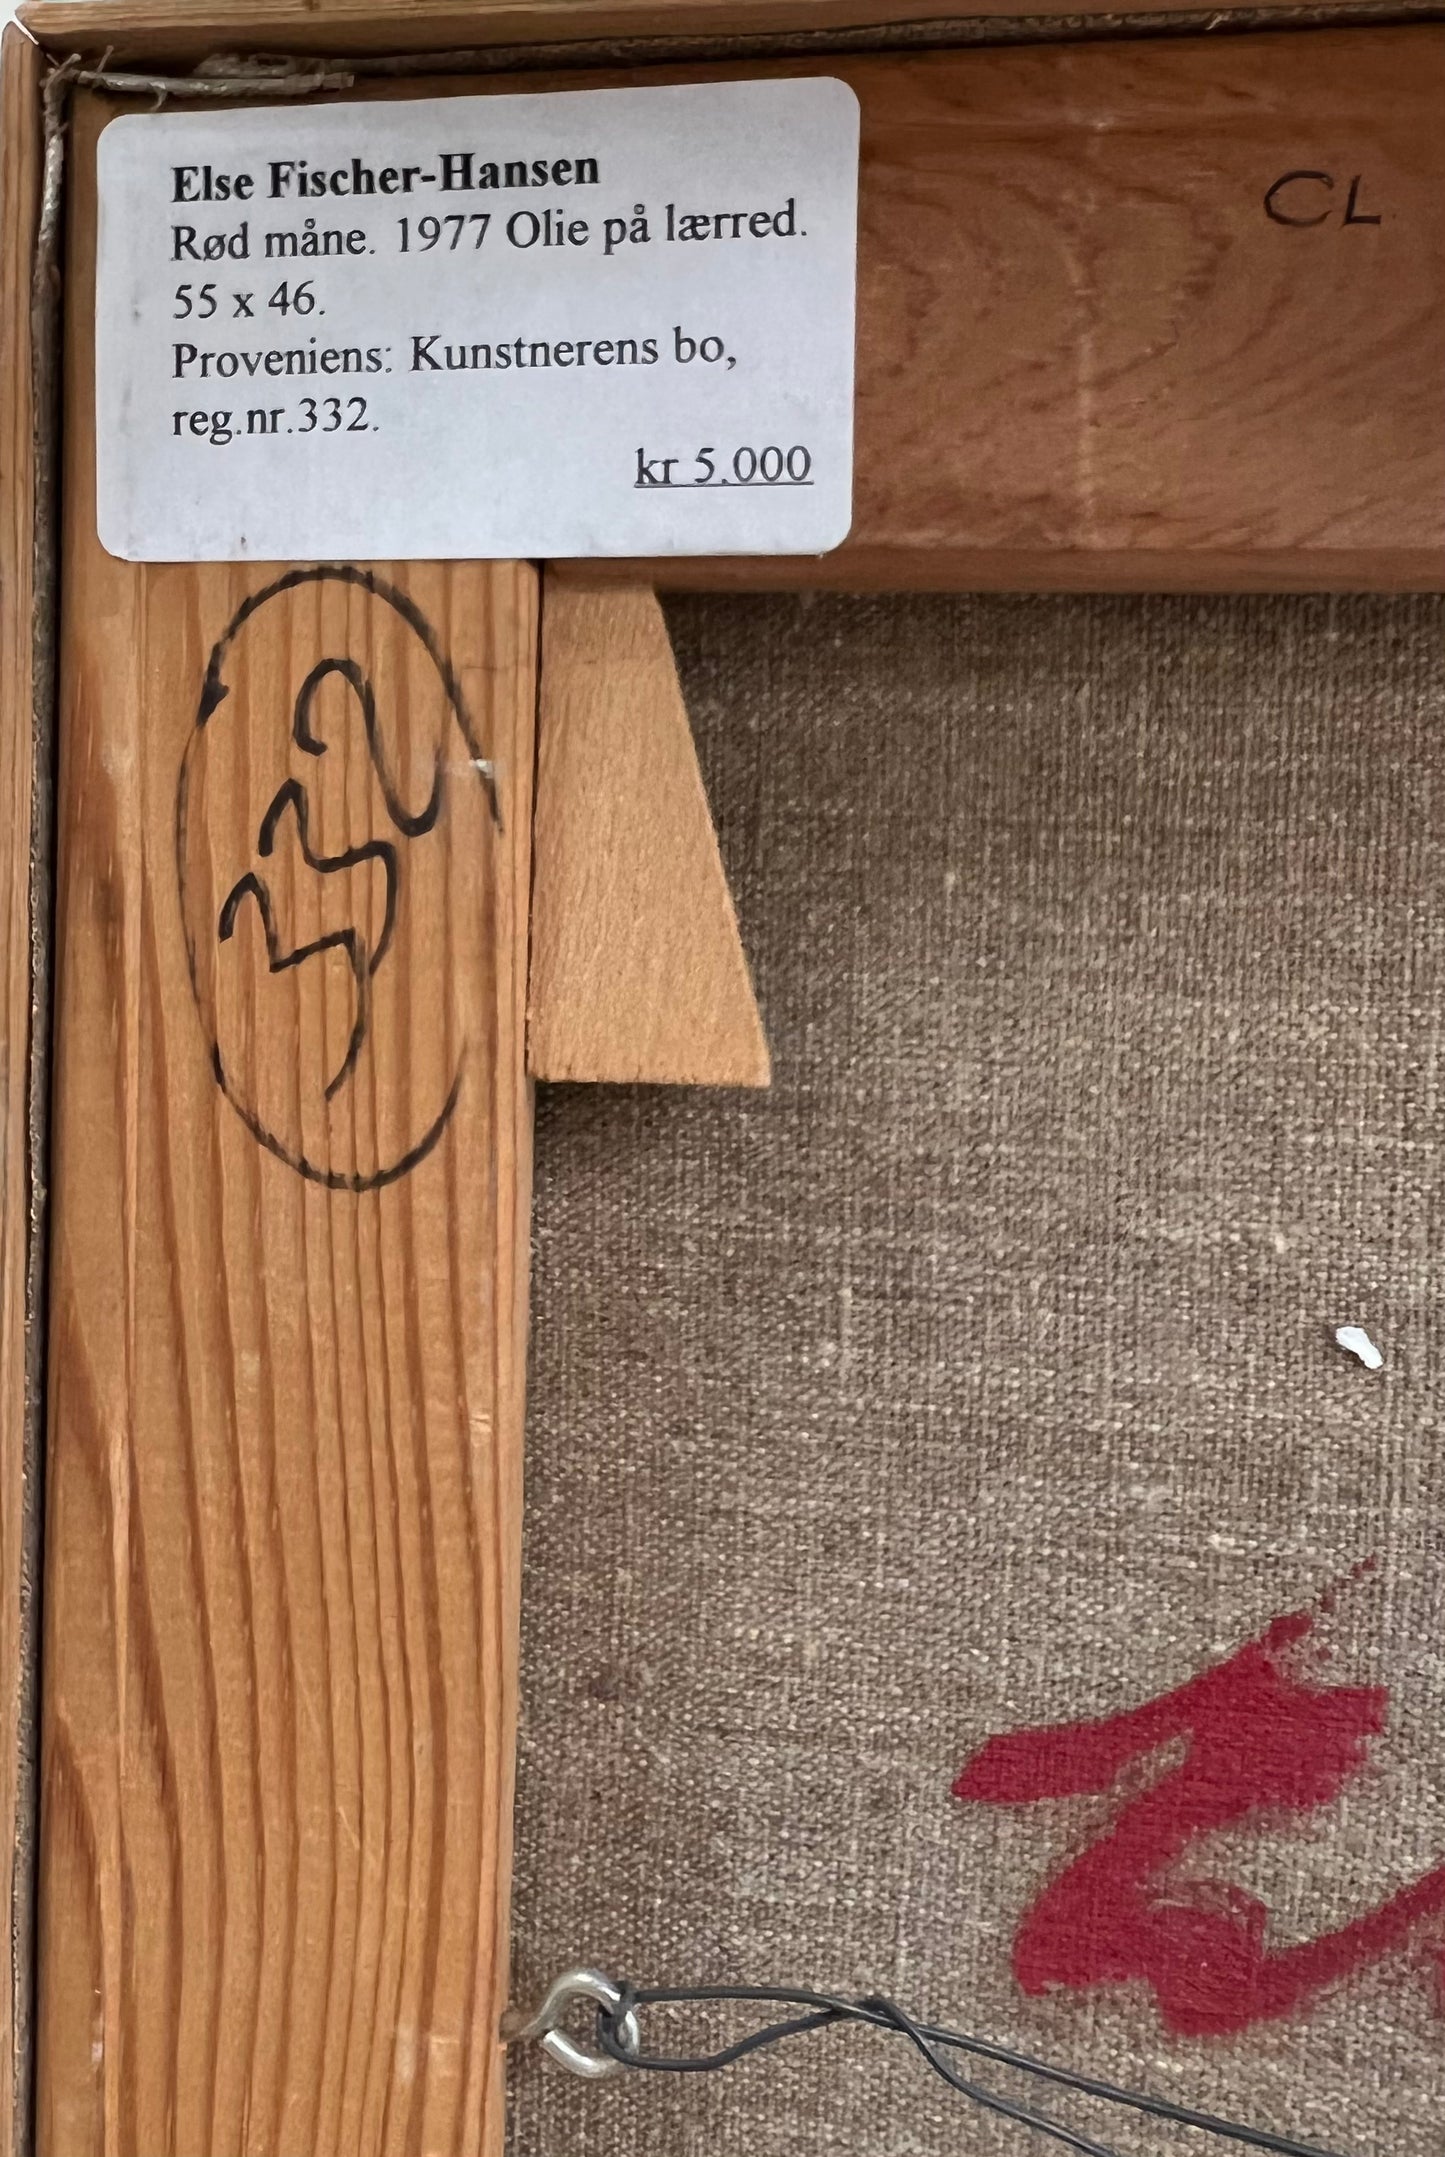 Else Fischer-Hansen
Rød måne. 1977 Olie på lærred.
55 x 46.
Proveniens: Kunstnerens bo,
reg.nr.332.
kr 5.000
CL
332